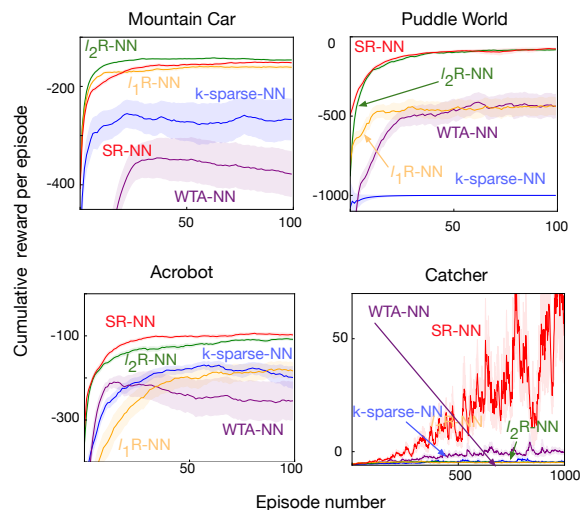 Mountain Car
l2R-NN
-200
l1R-NN
k-sparse-NN
SR-NN
-400
WTA-NN
50
100
Puddle World
0
SR-NN
l2R-NN
-500
WTA-NN
l1R-NN
k-sparse-NN
-1000
50
100
Cumulative reward per episode
Acrobot
SR-NN
-100
l2R-NN
k-sparse-NN
-300
WTA-NN
l1R-NN
50
100
Catcher
WTA-NN
50
SR-NN
k-sparse-NN
l2R-NN
0
500
1000
Episode number